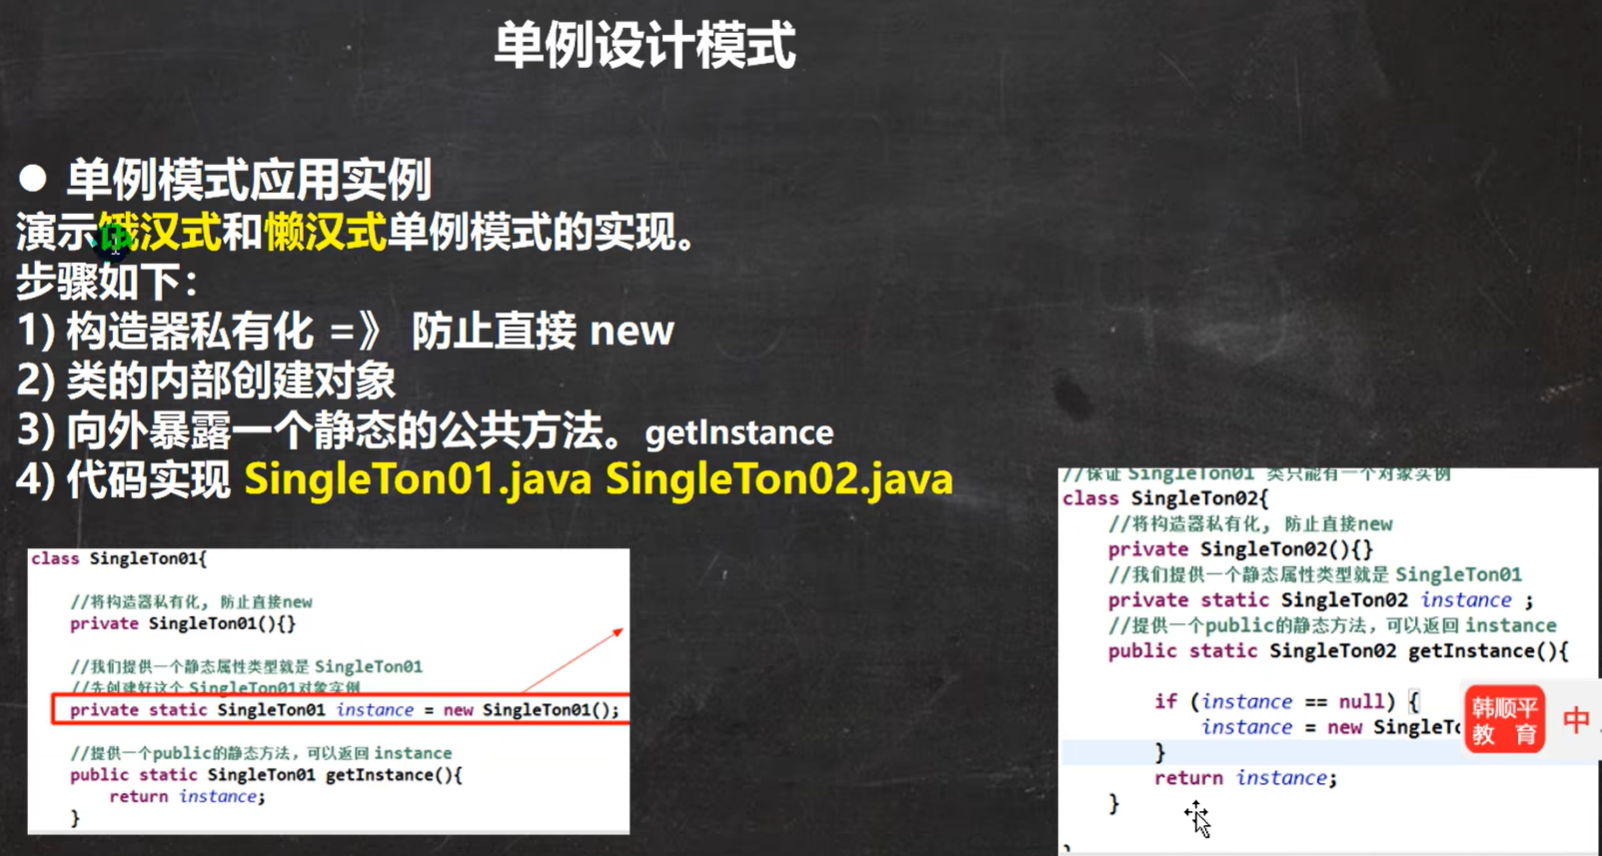 单例设计模式
● 单例模式应用实例
演示饿汉式和懒汉式单例模式的实现。
步骤如下：
1) 构造器私有化 =》 防止直接 new
2) 类的内部创建对象
3) 向外暴露一个静态的公共方法。getInstance
4) 代码实现 SingleTon01.java SingleTon02.java
class SingleTon01{
//将构造器私有化, 防止直接new
private SingleTon01(){}
//我们提供一个静态属性类型就是 SingleTon01
//先创建好这个 SingleTon01对象实例
private static SingleTon01 instance = new SingleTon01();
//提供一个public的静态方法，可以返回 instance
public static SingleTon01 getInstance(){
return instance;
}
//保证 SingleTon01 类只能有一个对象实例
class SingleTon02{
//将构造器私有化, 防止直接new
private SingleTon02(){}
//我们提供一个静态属性类型就是 SingleTon01
private static SingleTon02 instance ;
//提供一个public的静态方法，可以返回 instance
public static SingleTon02 getInstance(){
if (instance == null) {
instance = new SingleTo
}
return instance;
}
韩顺平
教 育
中